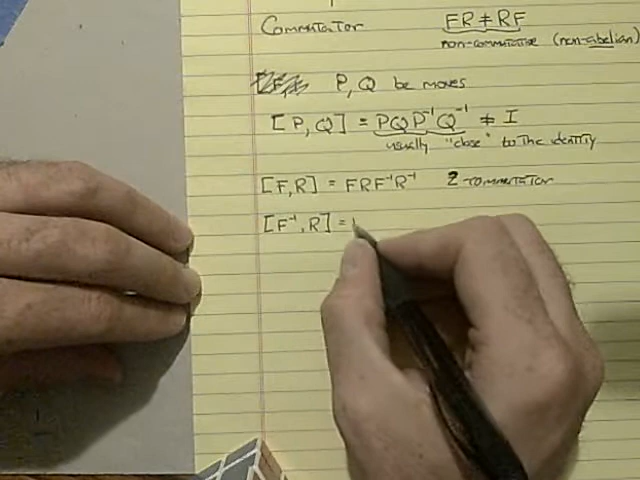 Commutator FR ≠ RF
non-commutative (non-abelian)
P, Q be moves
[P,Q] = PQP⁻¹Q⁻¹ ≠ I
usually "close" to the identity
[F,R] = FRF⁻¹R⁻¹ 2-commutator
[F⁻¹,R] =